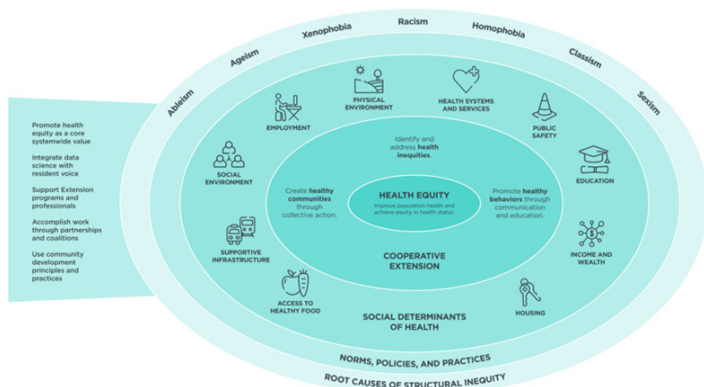 Racism
Xenophobia
Homophobia
Ageism
Classism
Ableism
Sexism
Promote health
equity as a core
systemwide value
Integrate data
science with
resident voice
Support Extension
programs and
professionals
Accomplish work
through partnerships
and coalitions
Use community
development
principles and
practices
PHYSICAL
ENVIRONMENT
HEALTH SYSTEMS
AND SERVICES
EMPLOYMENT
PUBLIC
SAFETY
SOCIAL
ENVIRONMENT
EDUCATION
SUPPORTIVE
INFRASTRUCTURE
INCOME AND
WEALTH
ACCESS TO
HEALTHY FOOD
HOUSING
Identify and
address health
inequities.
Create healthy
communities
through
collective action.
HEALTH EQUITY
Improve population health and
achieve equity in health status.
Promote healthy
behaviors through
communication
and education.
COOPERATIVE
EXTENSION
SOCIAL DETERMINANTS
OF HEALTH
NORMS, POLICIES, AND PRACTICES
ROOT CAUSES OF STRUCTURAL INEQUITY